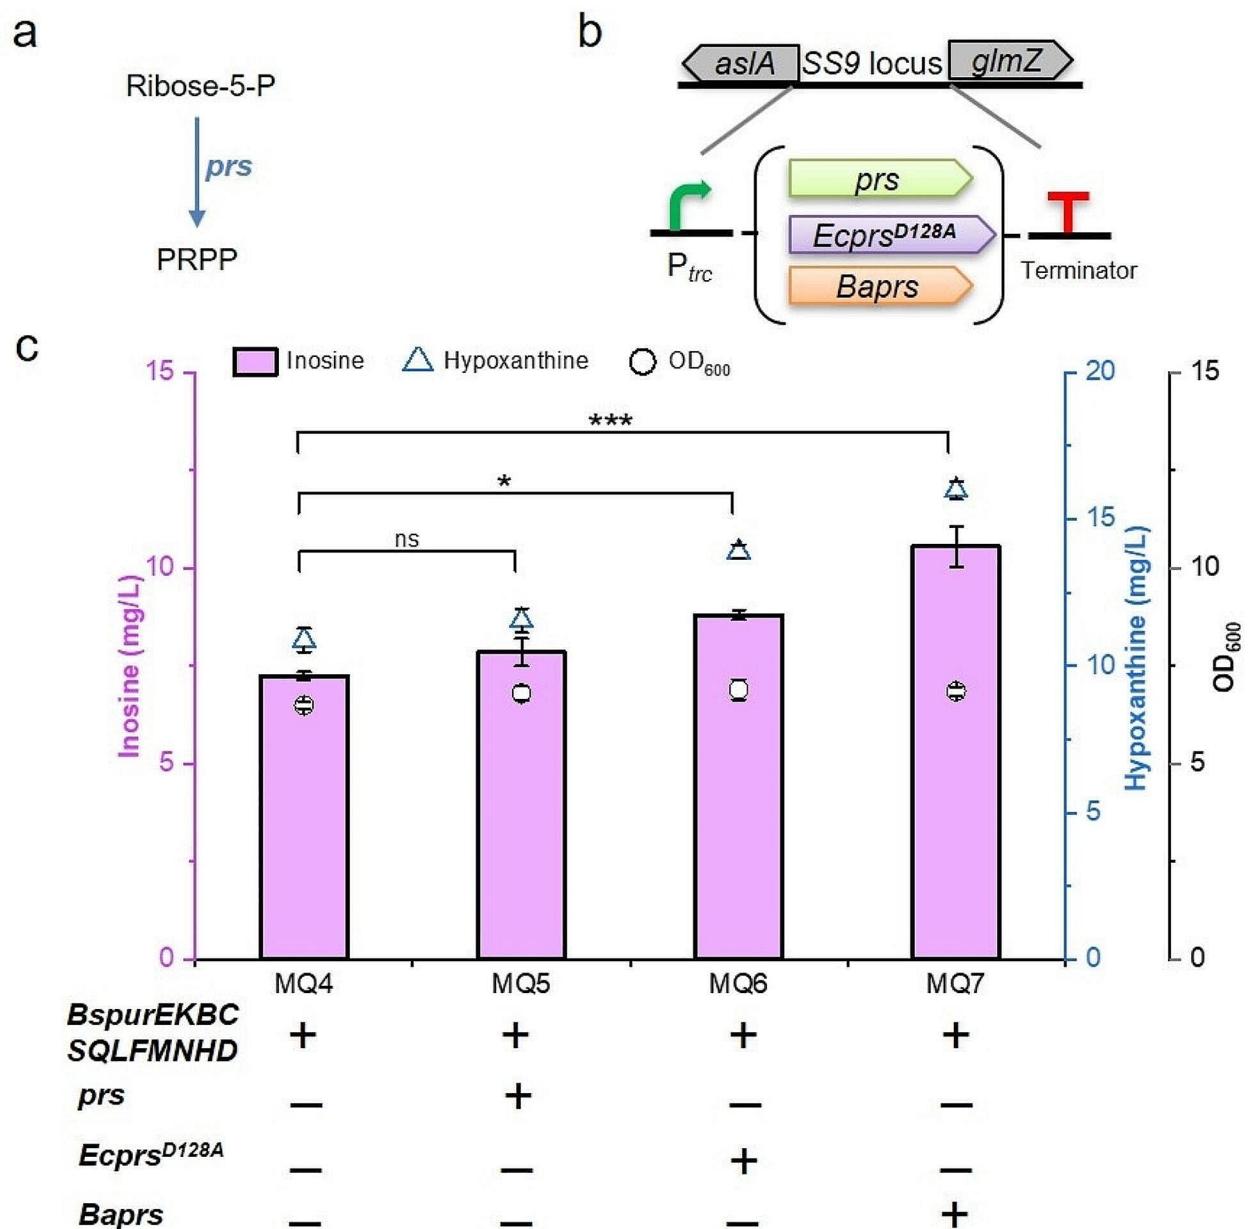 a
Ribose-5-P
prs
PRPP
b
aslA SS9 locus glmZ
prs
EcprsD128A
Baprs
Ptrc
Terminator
c
Inosine Hypoxanthine OD600
15 10 5 0
Inosine (mg/L)
***
*
ns
20 15 10 5 0
Hypoxanthine (mg/L)
15 10 5 0
OD600
MQ4 MQ5 MQ6 MQ7
BspurEKBC
SQLFMNHD + + + +
prs — + — —
EcprsD128A — — + —
Baprs — — — +